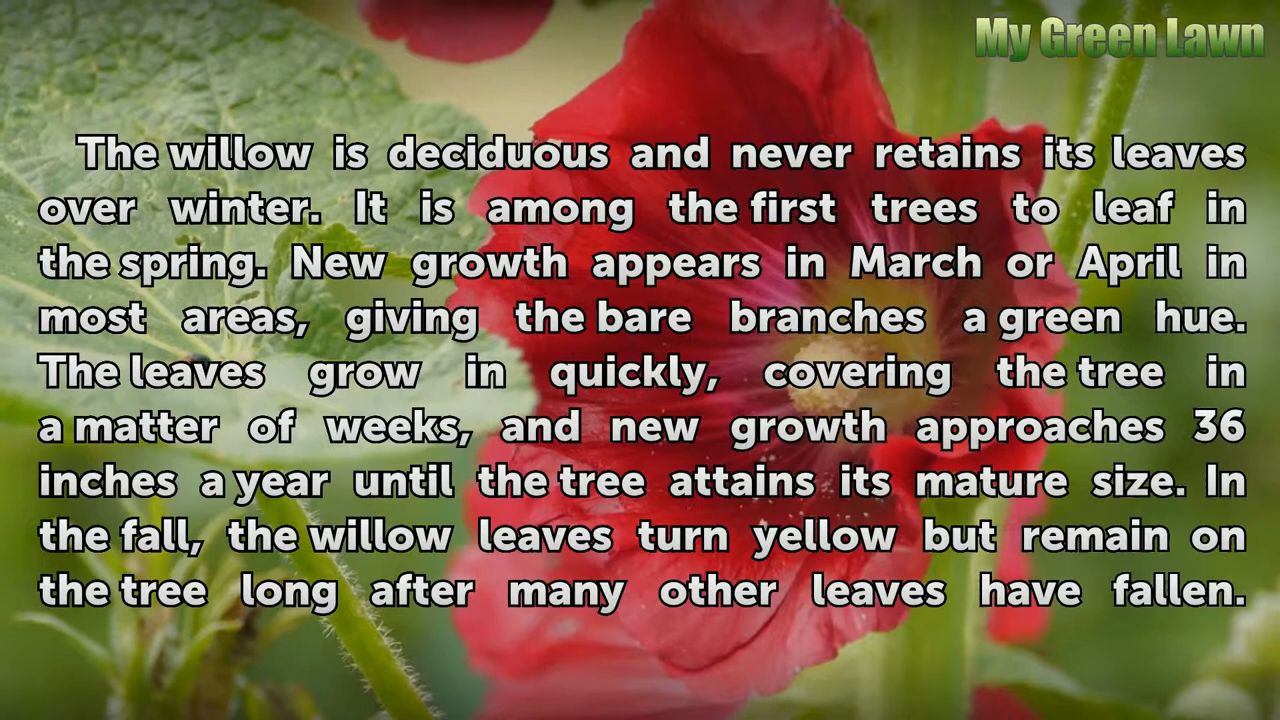 My Green Lawn
The willow is deciduous and never retains its leaves
over winter. It is among the first trees to leaf in
the spring. New growth appears in March or April in
most areas, giving the bare branches a green hue.
The leaves grow in quickly, covering the tree in
a matter of weeks, and new growth approaches 36
inches a year until the tree attains its mature size. In
the fall, the willow leaves turn yellow but remain on
the tree long after many other leaves have fallen.